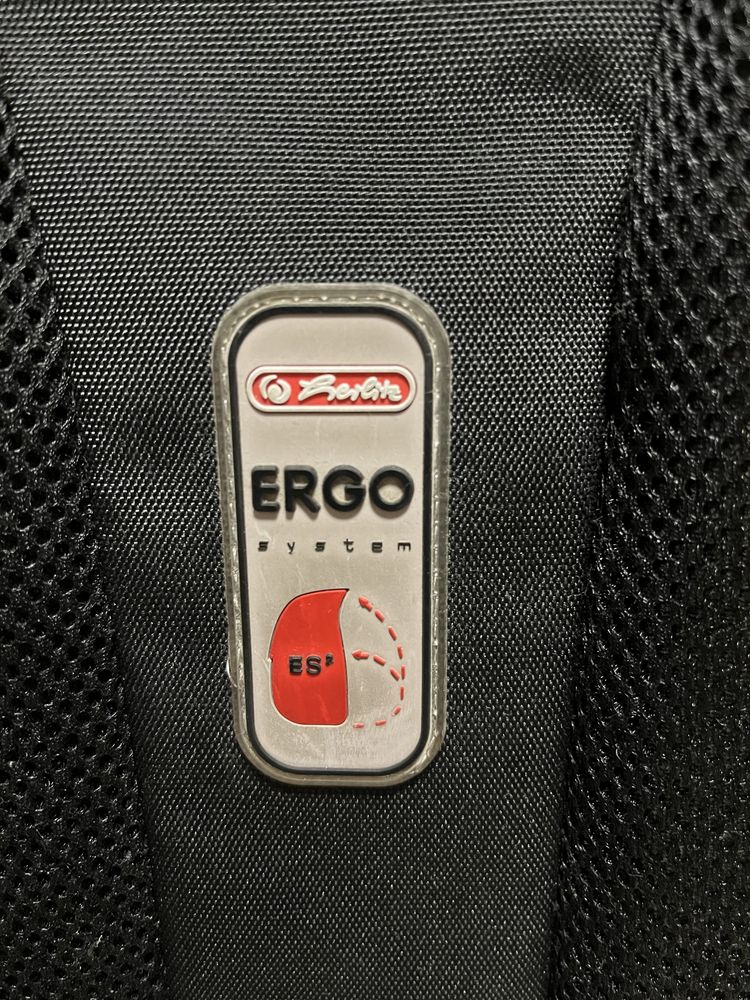 herlitz
ERGO
system
ES²